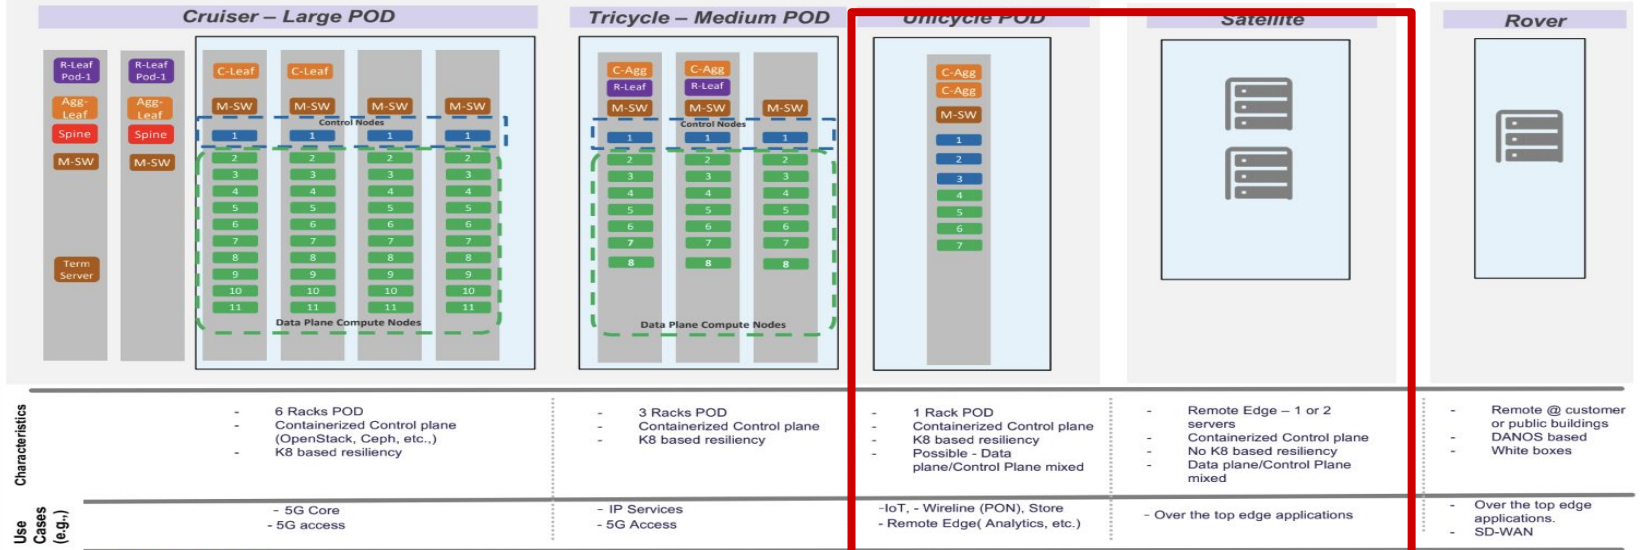 Cruiser – Large POD
Tricycle – Medium POD
Unicycle POD
Satellite
Rover
R-Leaf
Pod-1
Agg-
Leaf
Spine
M-SW
Term
Server
R-Leaf
Pod-1
Agg-
Leaf
Spine
M-SW
C-Leaf
C-Leaf
M-SW
M-SW
M-SW
M-SW
Control Nodes
1 1 1 1
2 2 2 2
3 3 3 3
4 4 4 4
5 5 5 5
6 6 6 6
7 7 7 7
8 8 8 8
9 9 9 9
10 10 10 10
11 11 11 11
Data Plane Compute Nodes
C-Agg
C-Agg
R-Leaf
R-Leaf
M-SW
M-SW
M-SW
Control Nodes
1 1 1
2 2 2
3 3 3
4 4 4
5 5 5
6 6 6
7 7 7
8 8 8
Data Plane Compute Nodes
C-Agg
C-Agg
M-SW
1
2
3
4
5
6
7
Characteristics
- 6 Racks POD
- Containerized Control plane
(OpenStack, Ceph, etc.,)
- K8 based resiliency
- 3 Racks POD
- Containerized Control plane
- K8 based resiliency
- 1 Rack POD
- Containerized Control plane
- K8 based resiliency
- Possible - Data
plane/Control Plane mixed
- Remote Edge – 1 or 2
servers
- Containerized Control plane
- No K8 based resiliency
- Data plane/Control Plane
mixed
- Remote @ customer
or public buildings
- DANOS based
- White boxes
Use
Cases
(e.g.,)
- 5G Core
- 5G access
- IP Services
- 5G Access
-IoT, - Wireline (PON), Store
- Remote Edge( Analytics, etc.)
- Over the top edge applications
- Over the top edge
applications.
- SD-WAN